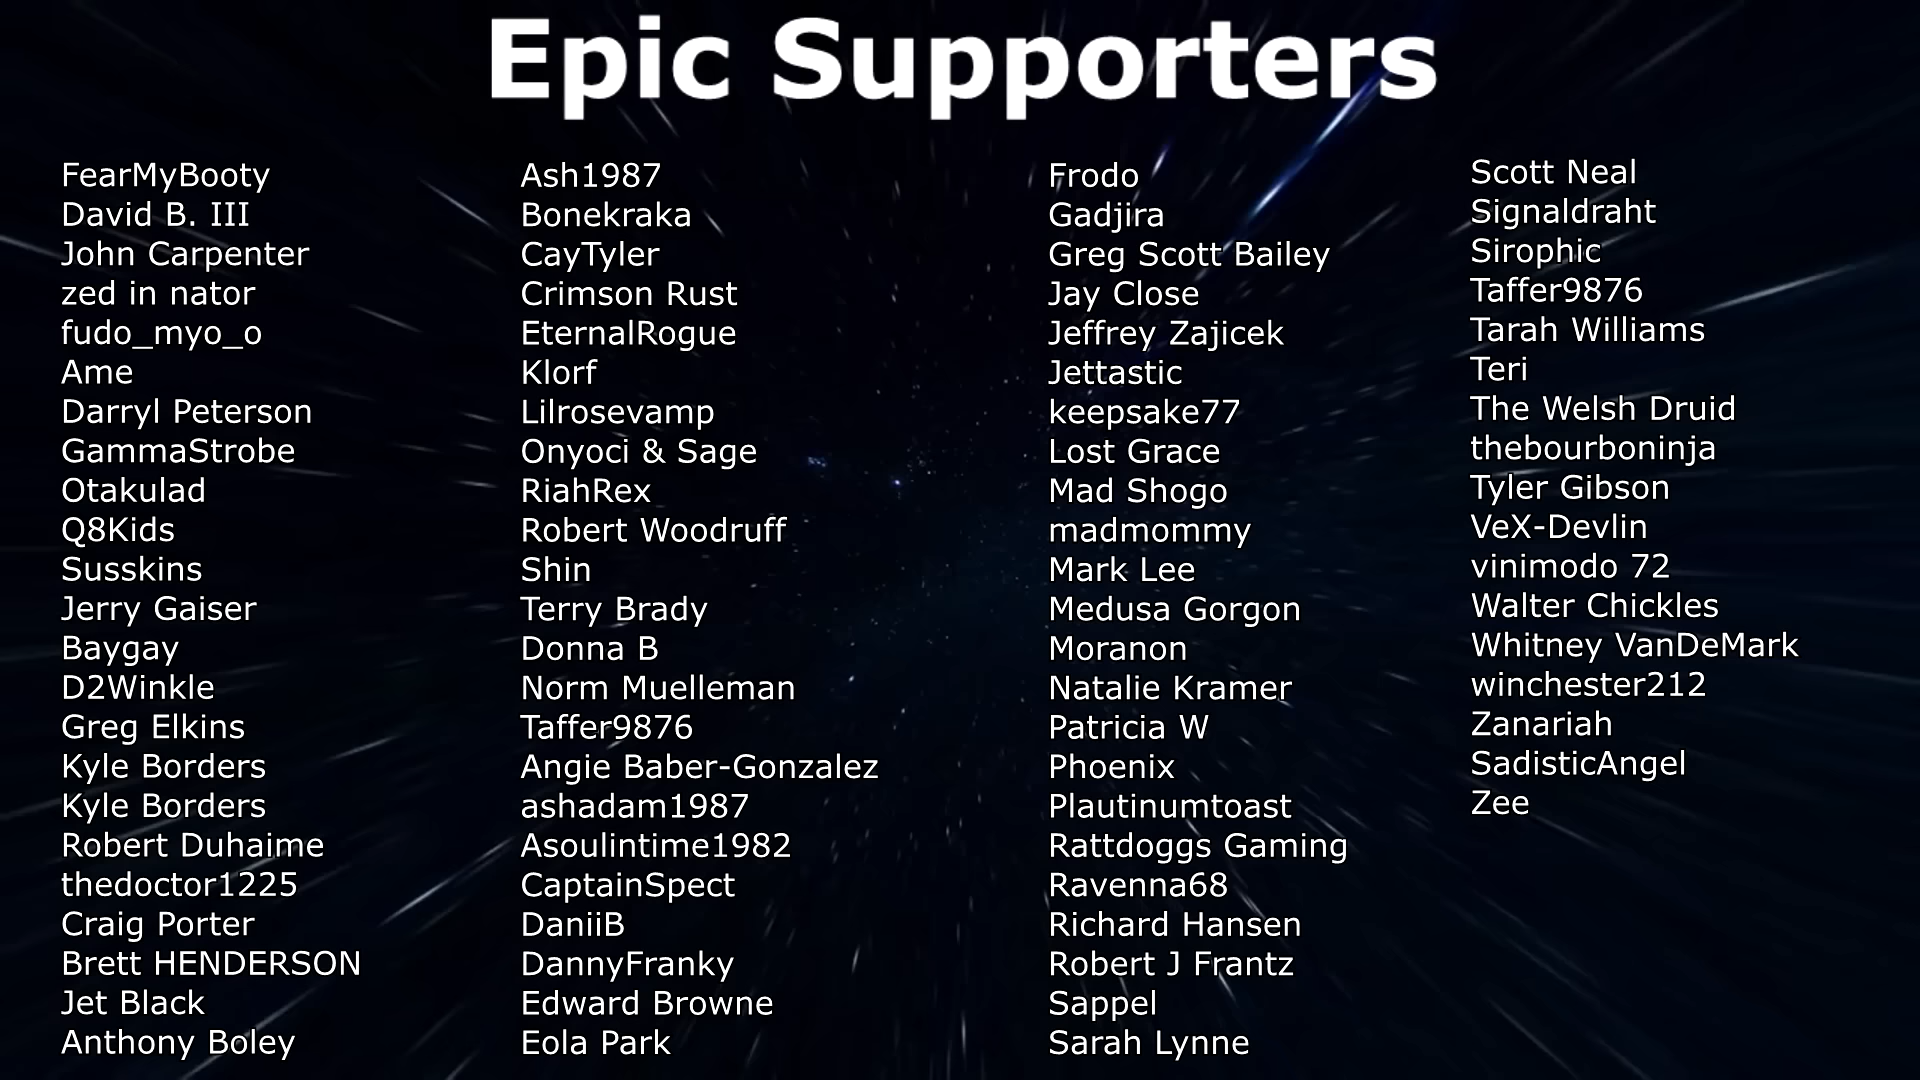 Epic Supporters
FearMyBooty
David B. III
John Carpenter
zed in nator
fudo_myo_o
Ame
Darryl Peterson
GammaStrobe
Otakulad
Q8Kids
Susskins
Jerry Gaiser
Baygay
D2Winkle
Greg Elkins
Kyle Borders
Kyle Borders
Robert Duhaime
thedoctor1225
Craig Porter
Brett HENDERSON
Jet Black
Anthony Boley
Ash1987
Bonekraka
CayTyler
Crimson Rust
EternalRogue
Klorf
Lilrosevamp
Onyoci & Sage
RiahRex
Robert Woodruff
Shin
Terry Brady
Donna B
Norm Muelleman
Taffer9876
Angie Baber-Gonzalez
ashadam1987
Asoulintime1982
CaptainSpect
DaniiB
DannyFranky
Edward Browne
Eola Park
Frodo
Gadjira
Greg Scott Bailey
Jay Close
Jeffrey Zajicek
Jettastic
keepsake77
Lost Grace
Mad Shogo
madmommy
Mark Lee
Medusa Gorgon
Moranon
Natalie Kramer
Patricia W
Phoenix
Plautinumtoast
Rattdoggs Gaming
Ravenna68
Richard Hansen
Robert J Frantz
Sappel
Sarah Lynne
Scott Neal
Signaldraht
Sirophic
Taffer9876
Tarah Williams
Teri
The Welsh Druid
thebourboninja
Tyler Gibson
VeX-Devlin
vinimodo 72
Walter Chickles
Whitney VanDeMark
winchester212
Zanariah
SadisticAngel
Zee